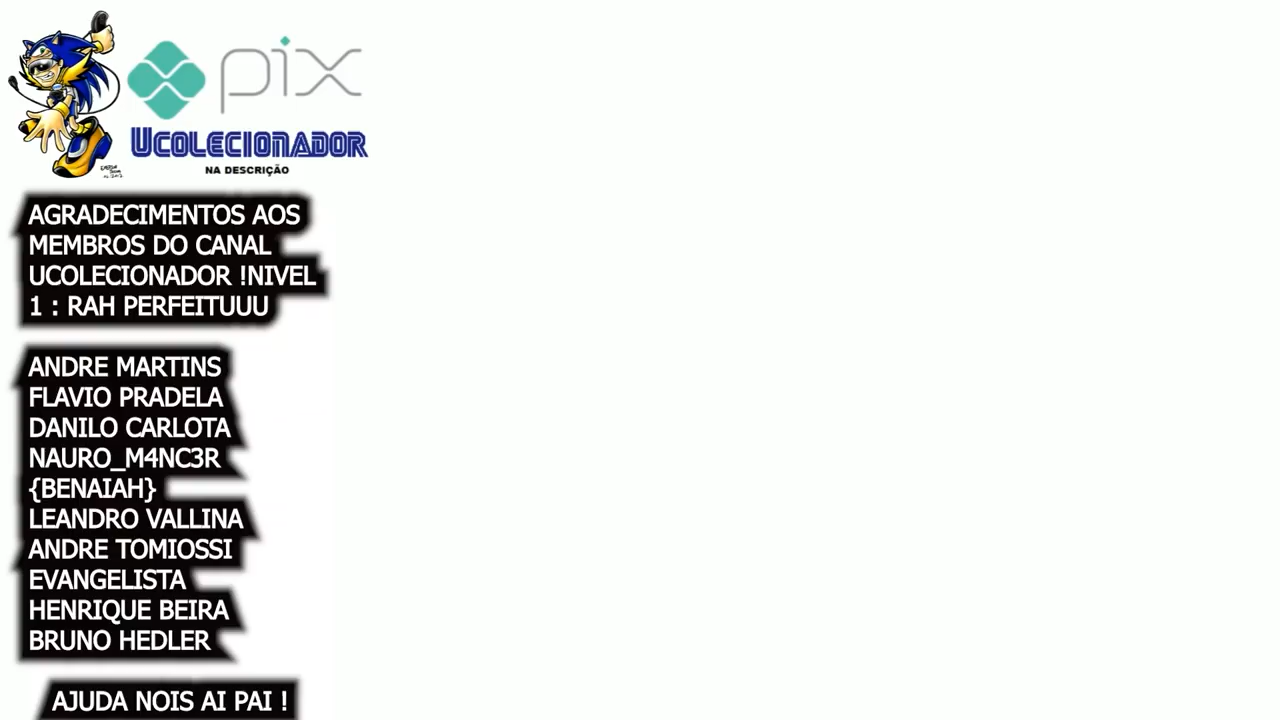 pix
UCOLECIONADOR
NA DESCRIÇÃO
AGRADECIMENTOS AOS
MEMBROS DO CANAL
UCOLECIONADOR !NIVEL
1 : RAH PERFEITUUU
ANDRE MARTINS
FLAVIO PRADELA
DANILO CARLOTA
NAURO_M4NC3R
{BENAIAH}
LEANDRO VALLINA
ANDRE TOMIOSSI
EVANGELISTA
HENRIQUE BEIRA
BRUNO HEDLER
AJUDA NOIS AI PAI !